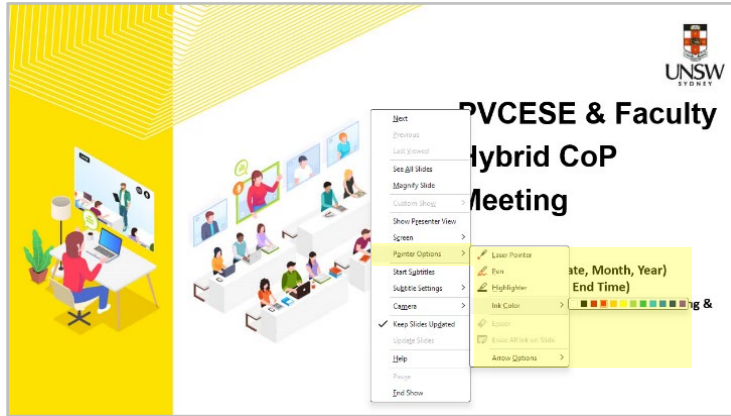 UNSW
SYDNEY
PVCESE & Faculty
Hybrid CoP
Meeting
ate, Month, Year)
End Time)
ng &
Next
Previous
Last Viewed
See All Slides
Magnify Slide
Custom Show
Show Presenter View
Screen
Pointer Options
Start Subtitles
Subtitle Settings
Camera
Keep Slides Updated
Update Slides
Help
Pause
End Show
Laser Pointer
Pen
Highlighter
Ink Color
Eraser
Erase All Ink on Slide
Arrow Options